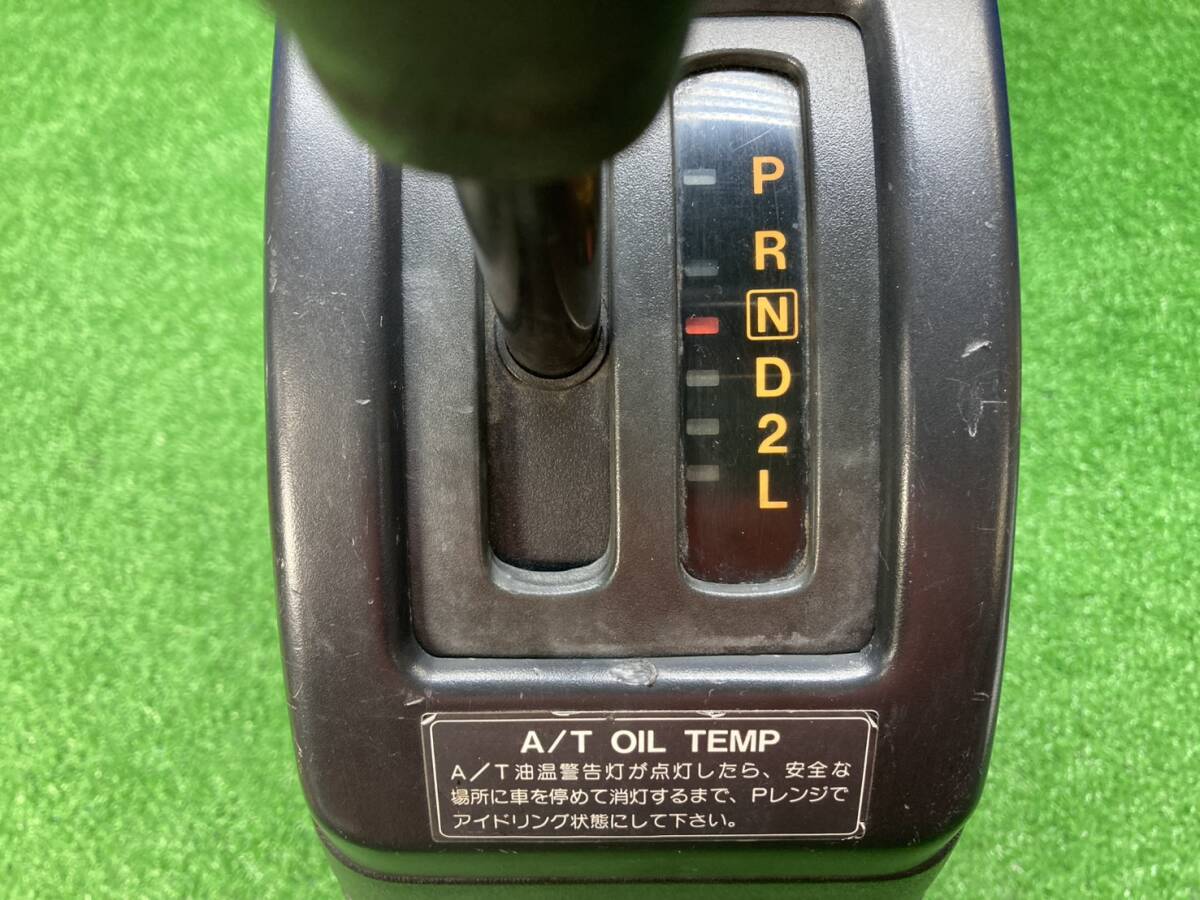 P
R
N
D
2
L
A/T OIL TEMP
A/T油温警告灯が点灯したら、安全な
場所に車を停めて消灯するまで、Pレンジで
アイドリング状態にして下さい。